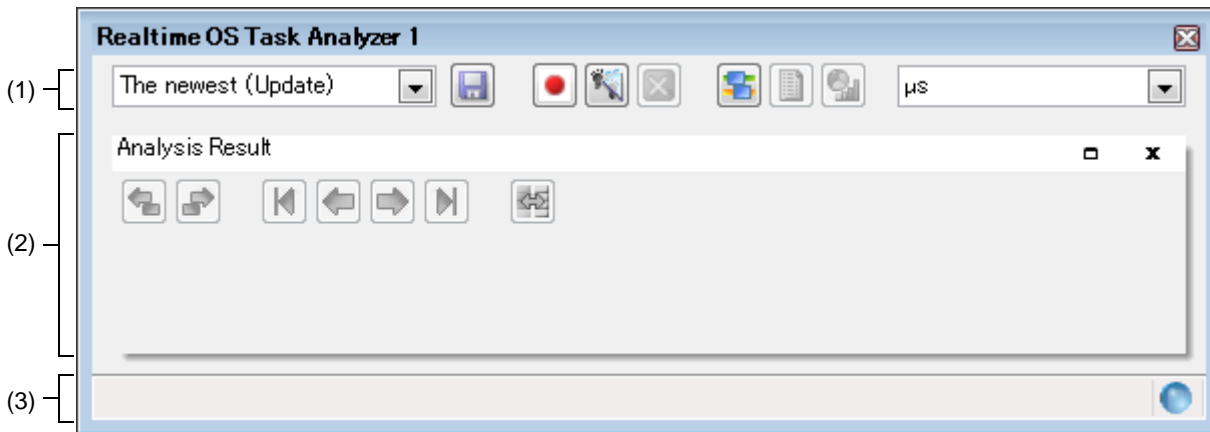 Realtime OS Task Analyzer 1
(1)
The newest (Update)
µs
Analysis Result
(2)
(3)